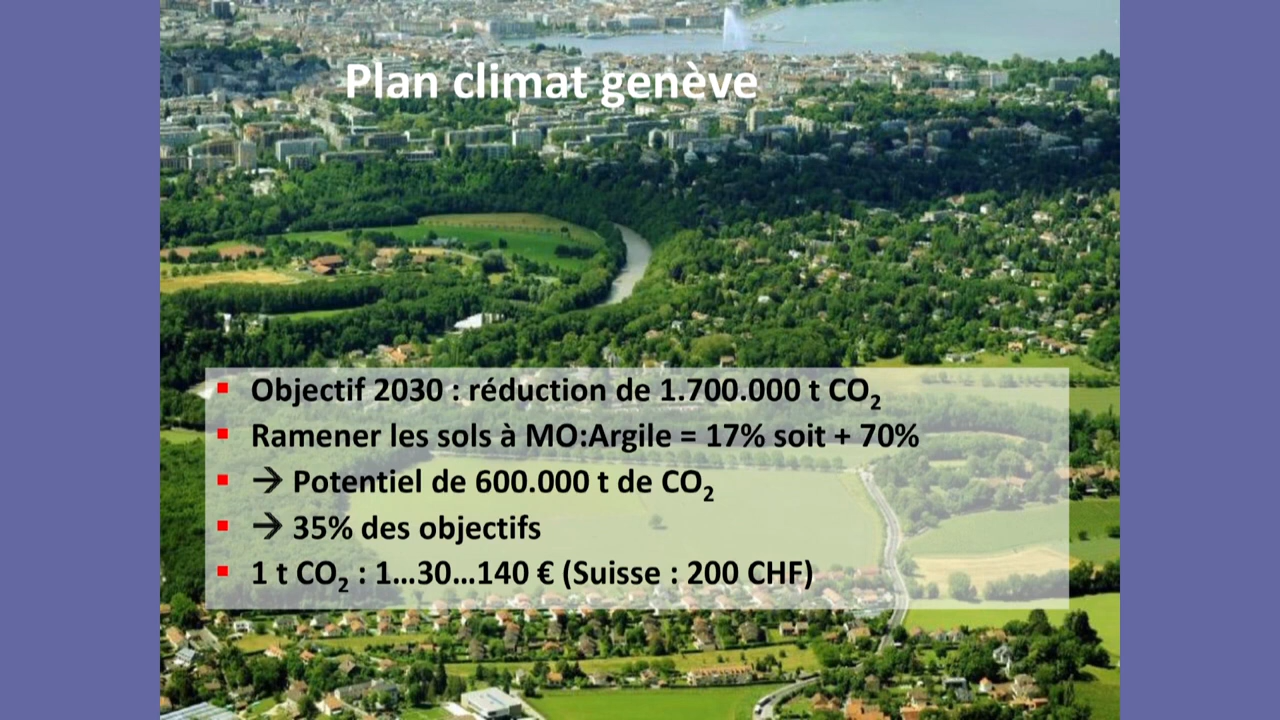 Plan climat genève
Objectif 2030 : réduction de 1.700.000 t CO₂
Ramener les sols à MO:Argile = 17% soit + 70%
→ Potentiel de 600.000 t de CO₂
→ 35% des objectifs
1 t CO₂ : 1...30...140 € (Suisse : 200 CHF)